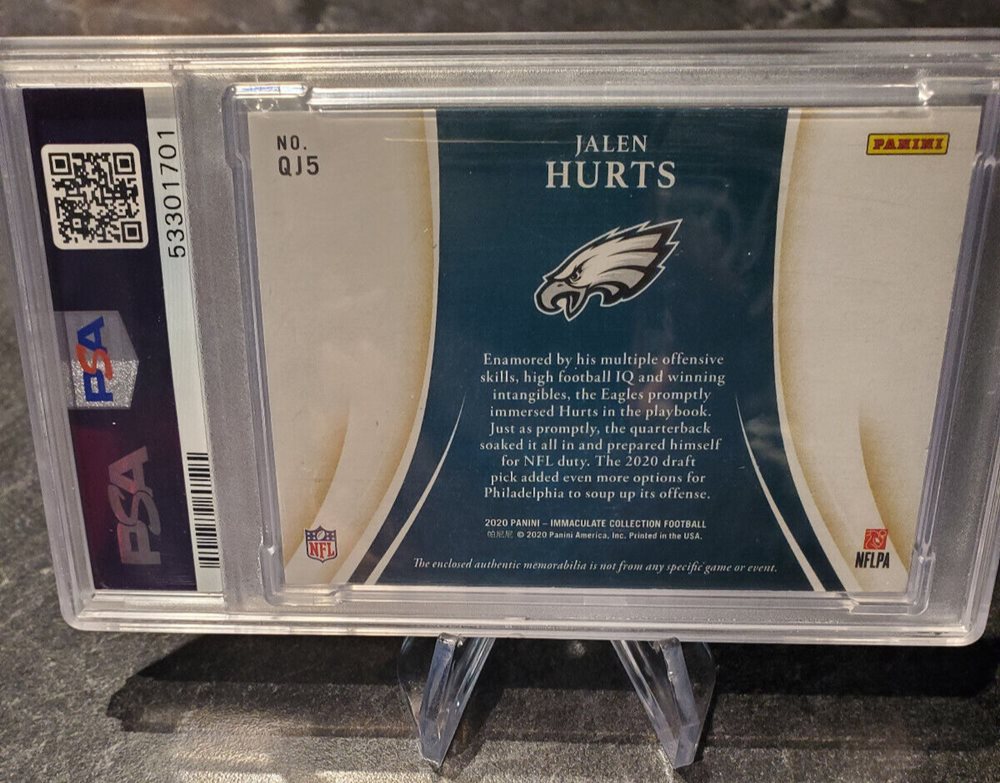 53301701
PSA
PSA
NO.
QJ5
JALEN
HURTS
PANINI
Enamored by his multiple offensive
skills, high football IQ and winning
intangibles, the Eagles promptly
immersed Hurts in the playbook.
Just as promptly, the quarterback
soaked it all in and prepared himself
for NFL duty. The 2020 draft
pick added even more options for
Philadelphia to soup up its offense.
2020 PANINI – IMMACULATE COLLECTION FOOTBALL
帕尼尼 © 2020 Panini America, Inc. Printed in the USA.
The enclosed authentic memorabilia is not from any specific game or event.
NFL
NFLPA